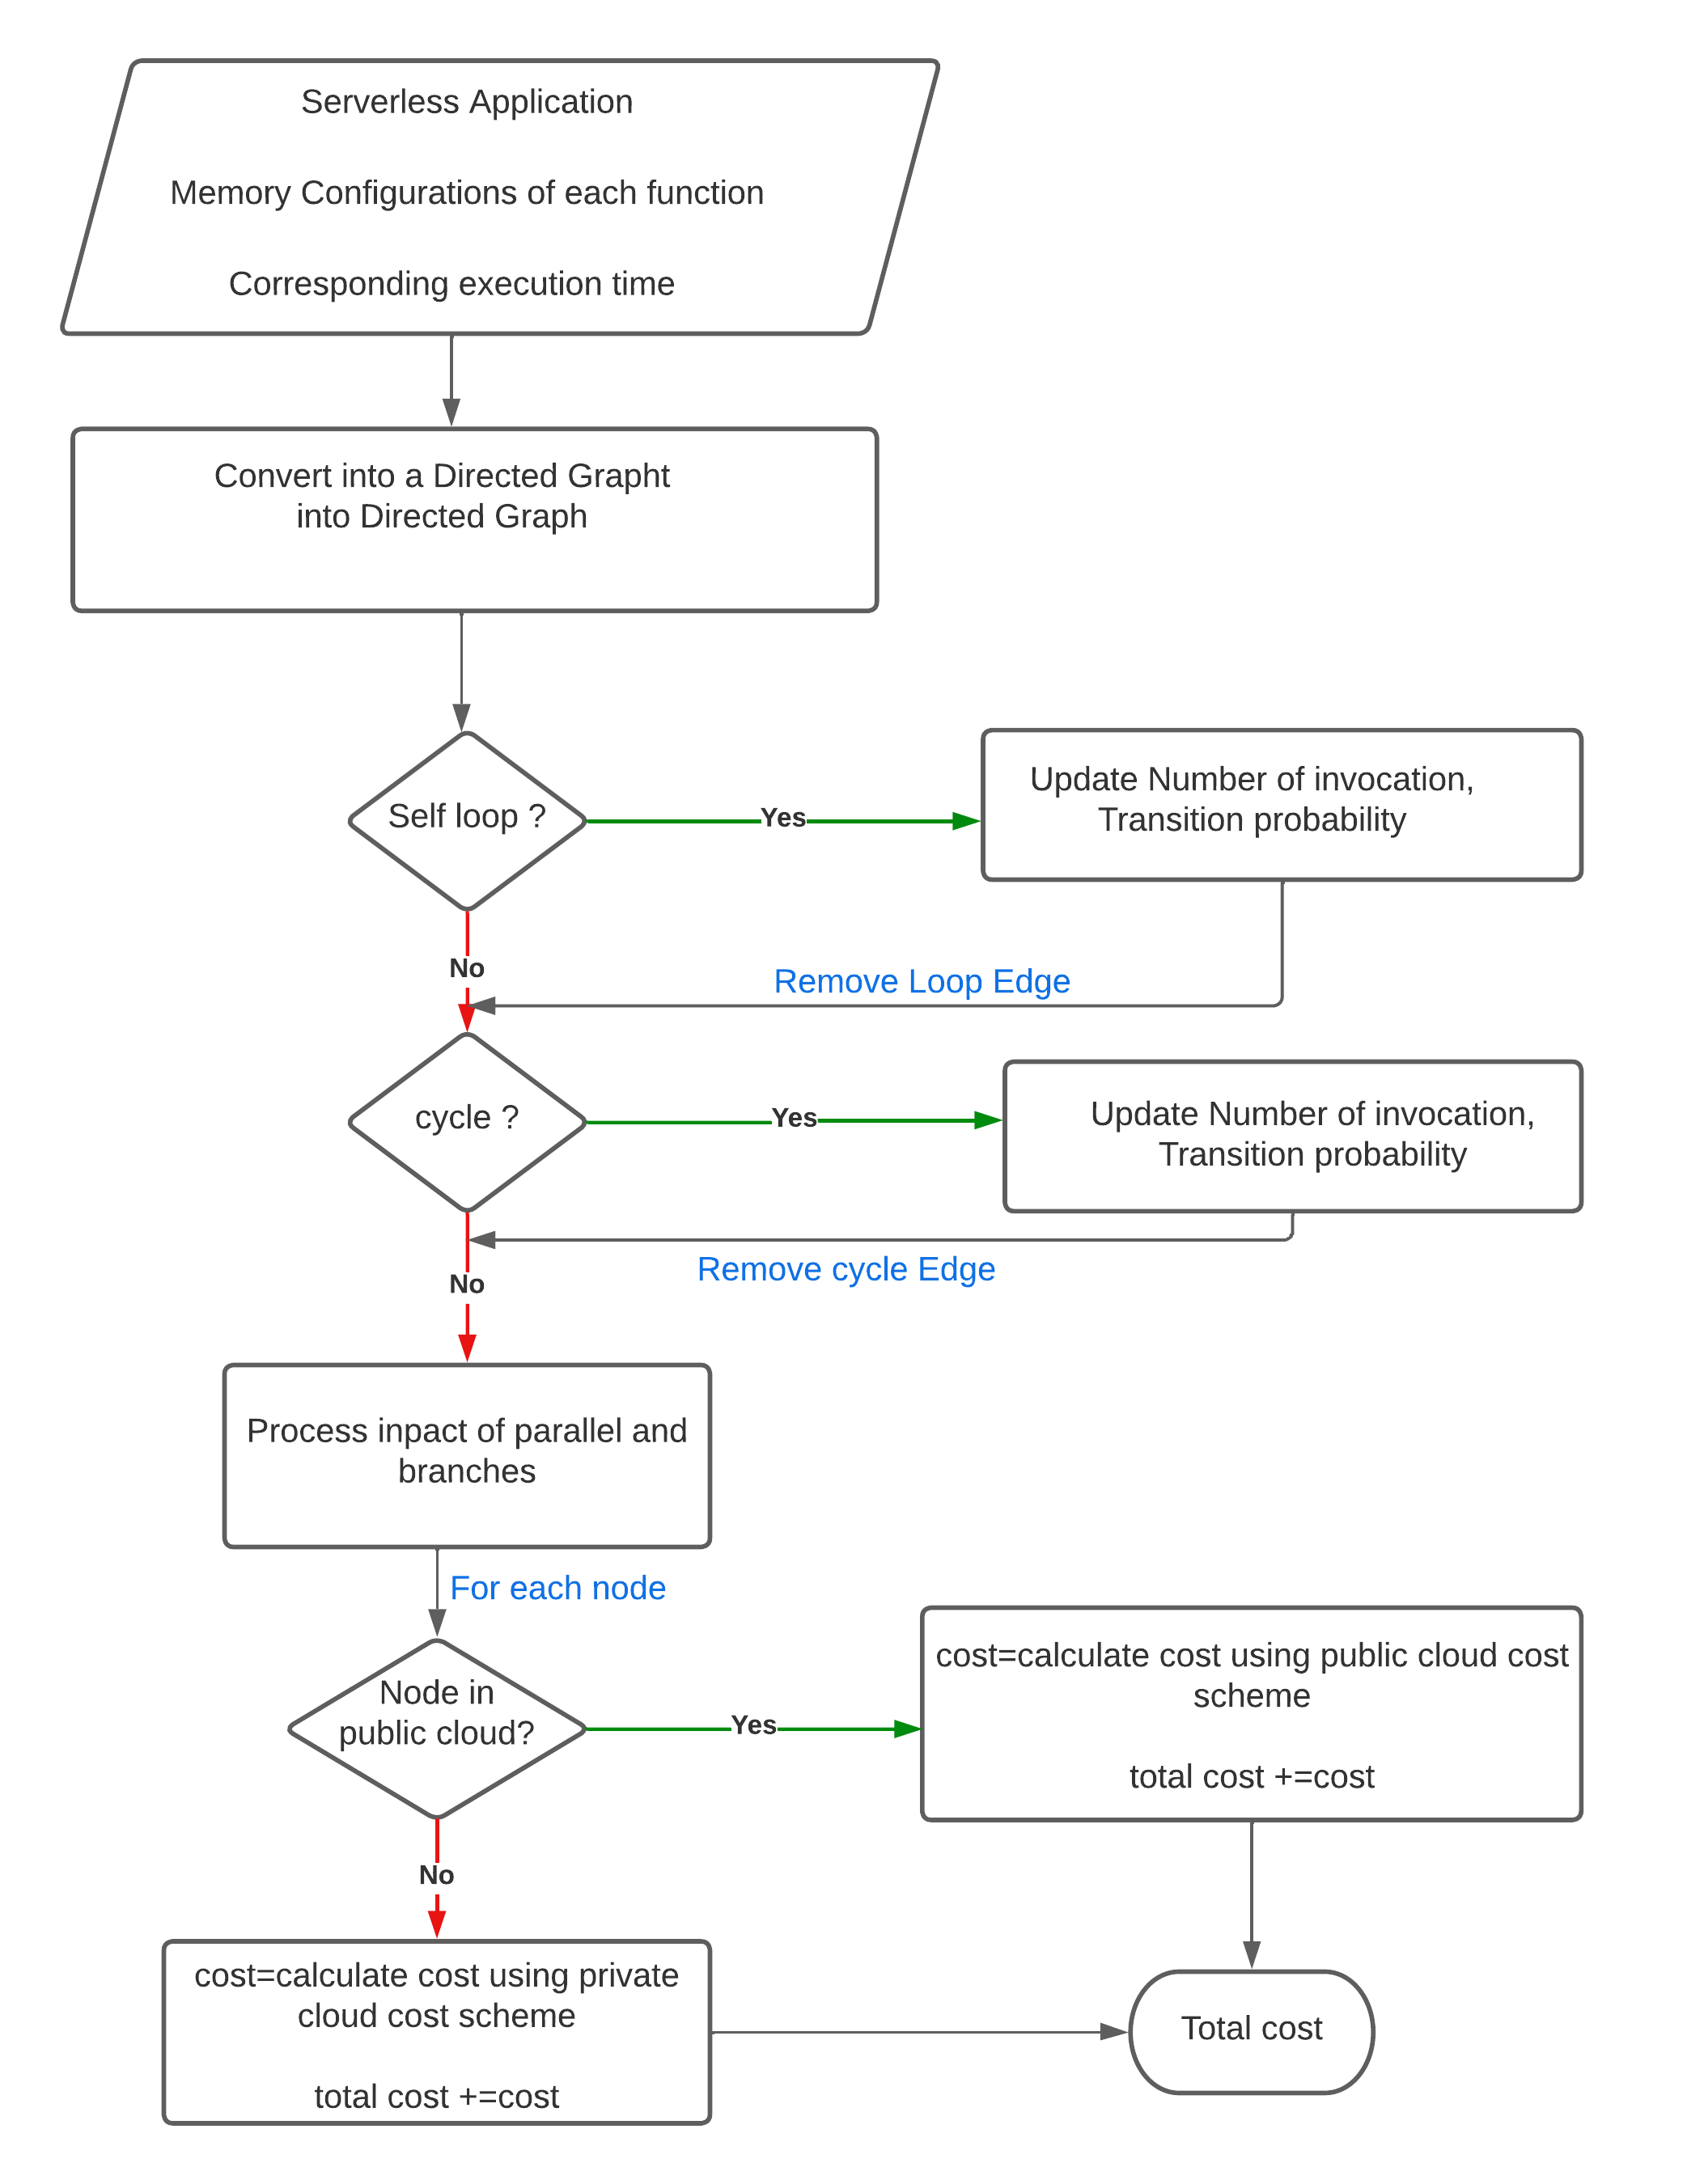 Serverless Application
Memory Configurations of each function
Corresponding execution time
Convert into a Directed Grapht
into Directed Graph
Self loop ?
Yes
Update Number of invocation,
Transition probability
No
Remove Loop Edge
cycle ?
Yes
Update Number of invocation,
Transition probability
Remove cycle Edge
No
Process inpact of parallel and
branches
For each node
Node in
public cloud?
Yes
cost=calculate cost using public cloud cost
scheme
total cost +=cost
No
cost=calculate cost using private
cloud cost scheme
total cost +=cost
Total cost